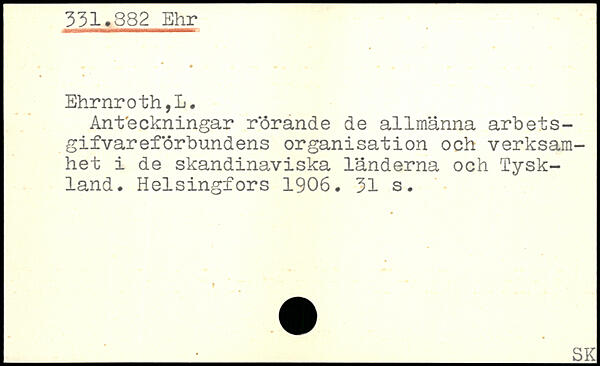 331.882 Ehr
Ehrnroth,L.
Anteckningar rörande de allmänna arbets-
gifvareförbundens organisation och verksam-
het i de skandinaviska länderna och Tysk-
land. Helsingfors 1906. 31 s.
SK